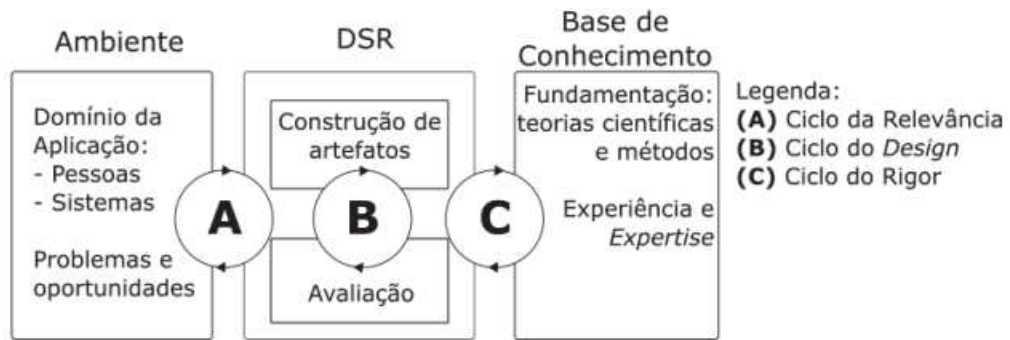 Ambiente
Domínio da
Aplicação:
- Pessoas
- Sistemas
Problemas e
oportunidades
A
DSR
Construção de
artefatos
B
Avaliação
C
Base de
Conhecimento
Fundamentação:
teorias científicas
e métodos
Experiência e
Expertise
Legenda:
(A) Ciclo da Relevância
(B) Ciclo do Design
(C) Ciclo do Rigor